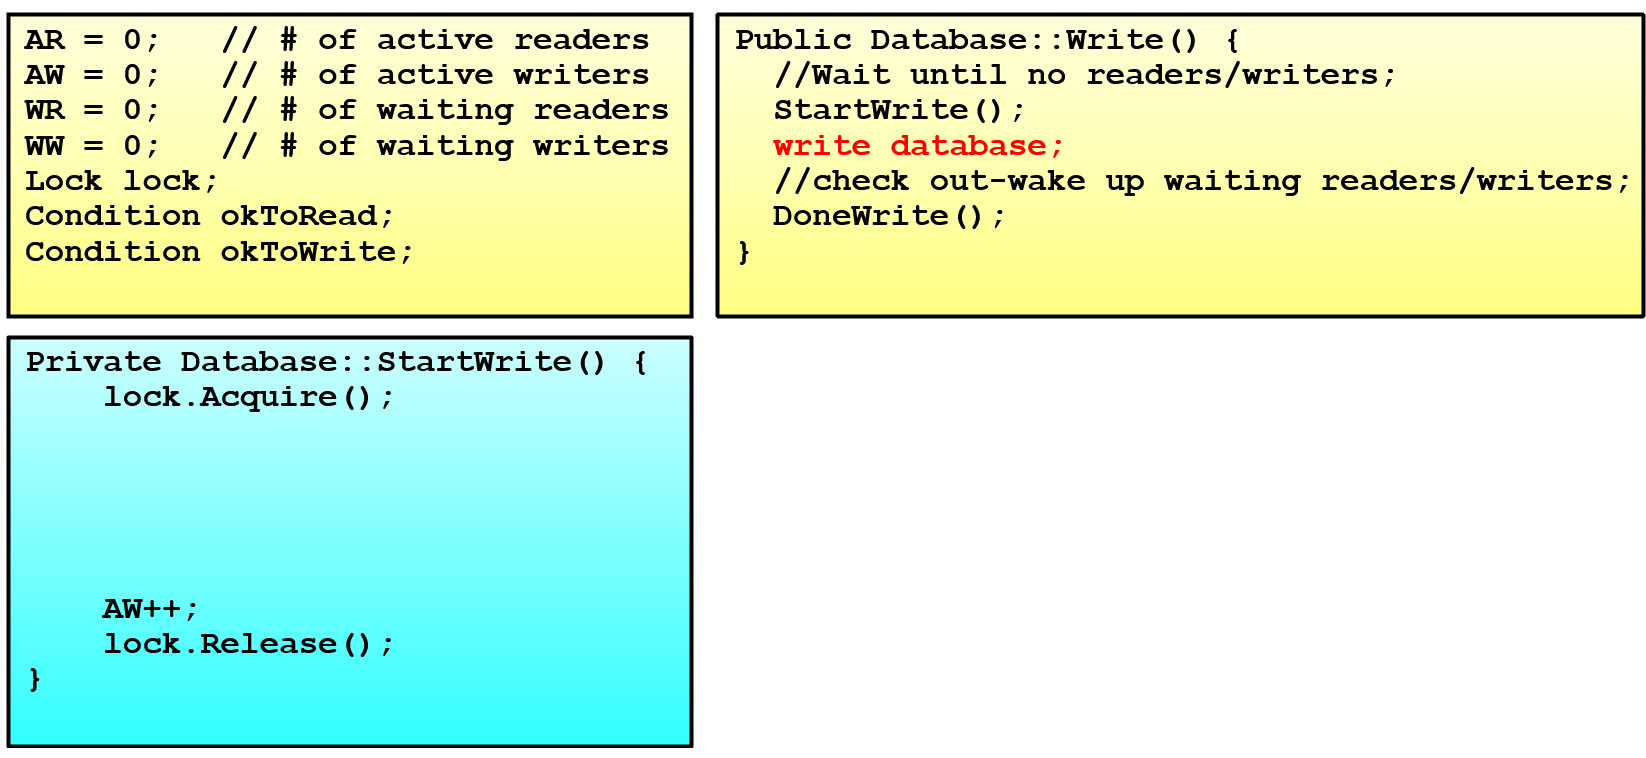 AR = 0;   // # of active readers
AW = 0;   // # of active writers
WR = 0;   // # of waiting readers
WW = 0;   // # of waiting writers
Lock lock;
Condition okToRead;
Condition okToWrite;
Public Database::Write() {
  //Wait until no readers/writers;
  StartWrite();
  write database;
  //check out-wake up waiting readers/writers;
  DoneWrite();
}
Private Database::StartWrite() {
    lock.Acquire();
    AW++;
    lock.Release();
}